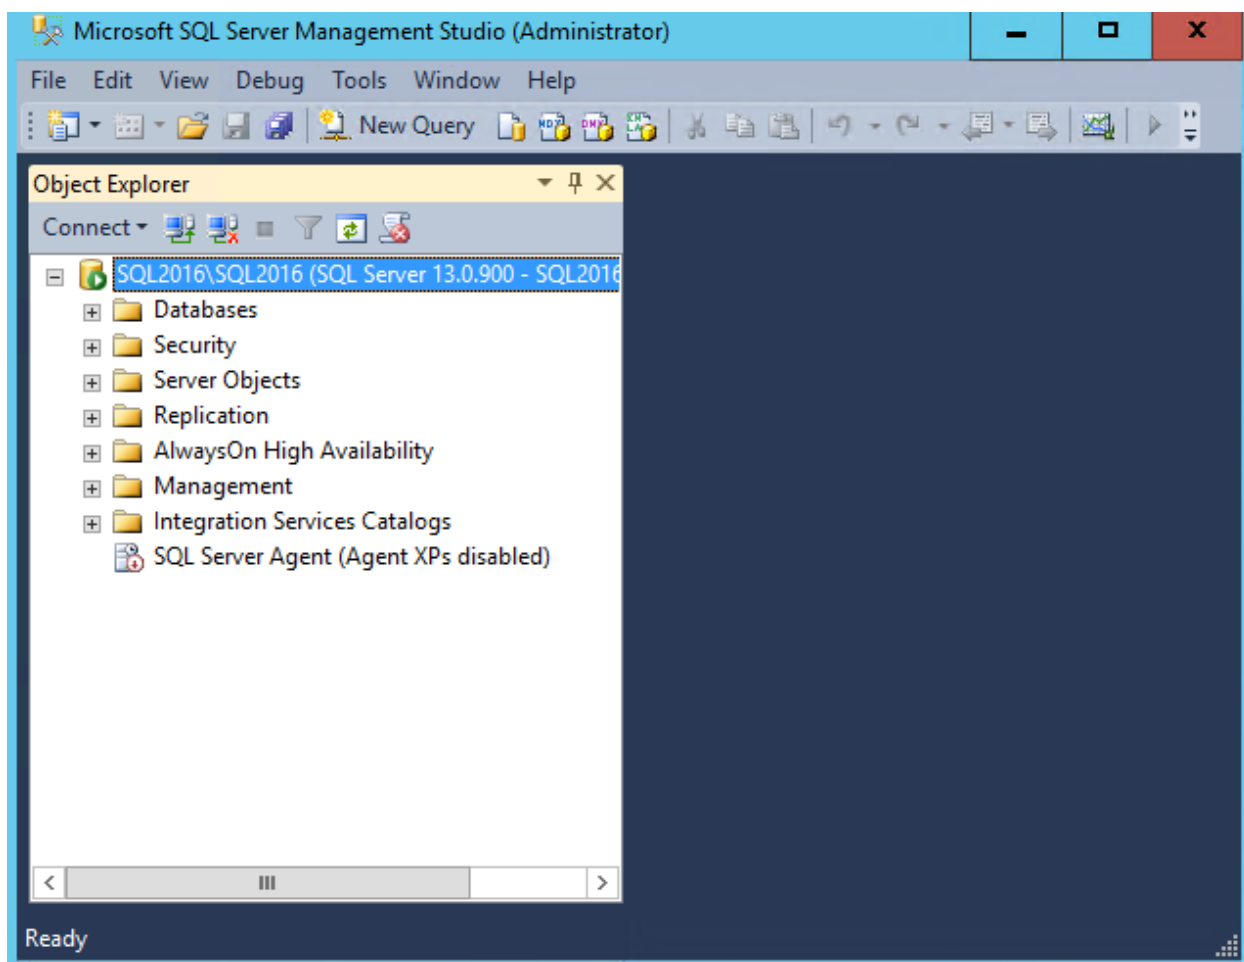 Microsoft SQL Server Management Studio (Administrator)
File Edit View Debug Tools Window Help
New Query
Object Explorer
Connect
SQL2016\SQL2016 (SQL Server 13.0.900 - SQL2016
Databases
Security
Server Objects
Replication
AlwaysOn High Availability
Management
Integration Services Catalogs
SQL Server Agent (Agent XPs disabled)
Ready